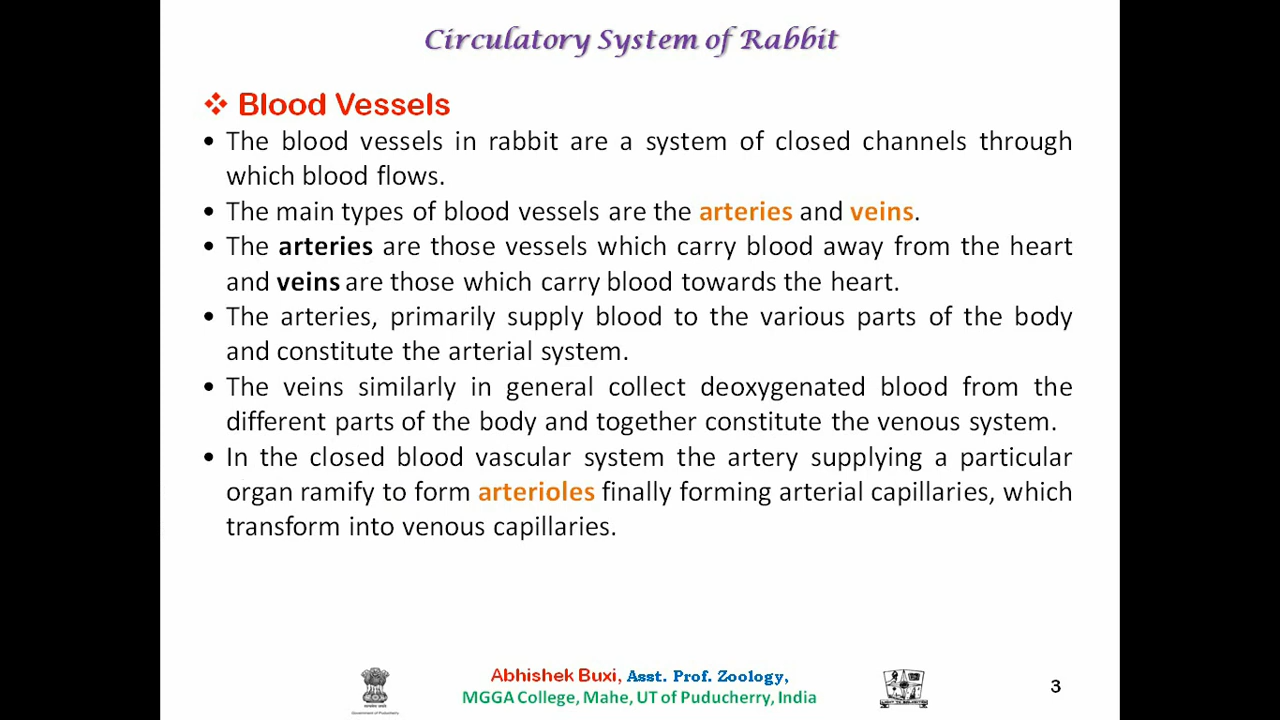 Circulatory System of Rabbit
❖ Blood Vessels
• The blood vessels in rabbit are a system of closed channels through
which blood flows.
• The main types of blood vessels are the arteries and veins.
• The arteries are those vessels which carry blood away from the heart
and veins are those which carry blood towards the heart.
• The arteries, primarily supply blood to the various parts of the body
and constitute the arterial system.
• The veins similarly in general collect deoxygenated blood from the
different parts of the body and together constitute the venous system.
• In the closed blood vascular system the artery supplying a particular
organ ramify to form arterioles finally forming arterial capillaries, which
transform into venous capillaries.
Abhishek Buxi, Asst. Prof. Zoology,
MGGA College, Mahe, UT of Puducherry, India
Government of Puducherry
3